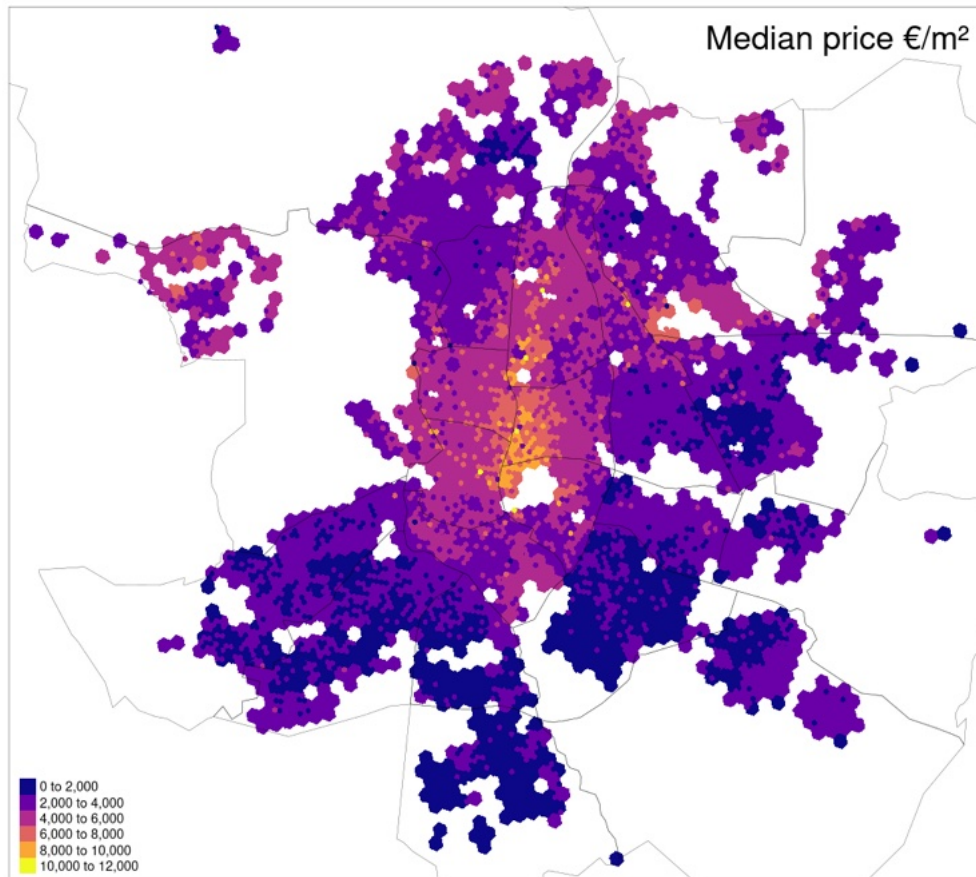 Median price €/m²
0 to 2,000
2,000 to 4,000
4,000 to 6,000
6,000 to 8,000
8,000 to 10,000
10,000 to 12,000